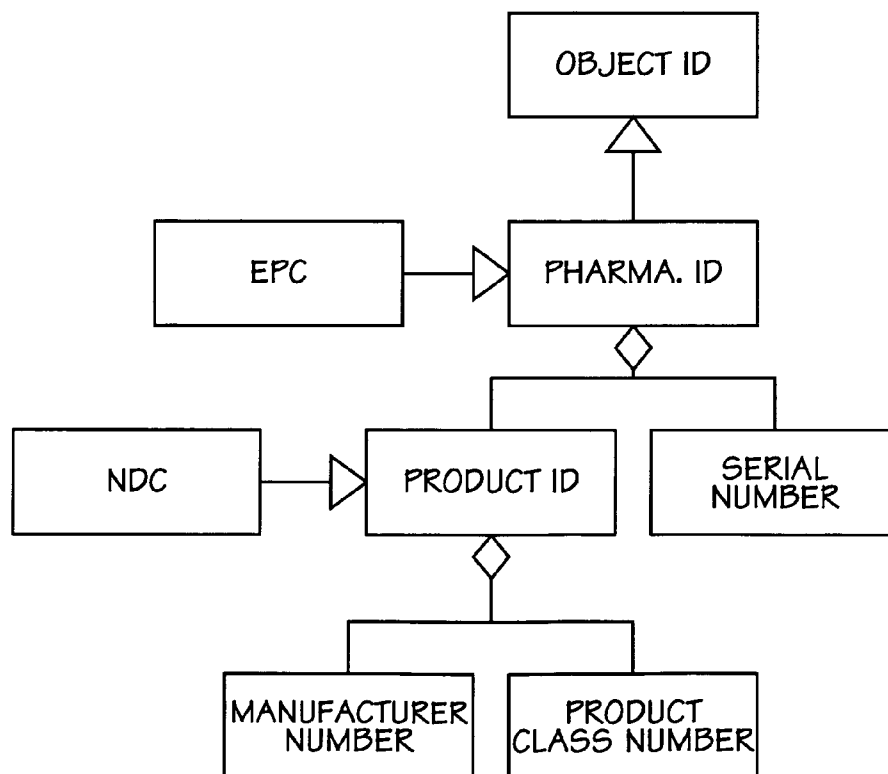 OBJECT ID
EPC
PHARMA. ID
NDC
PRODUCT ID
SERIAL
NUMBER
MANUFACTURER
NUMBER
PRODUCT
CLASS NUMBER